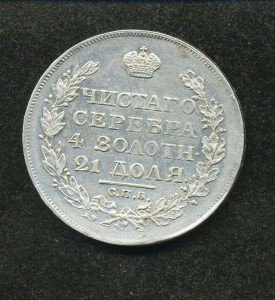 ЧИСТАГО
СЕРЕБРА
4 ЗОЛОТН
21 ДОЛЯ
С.П.Б.